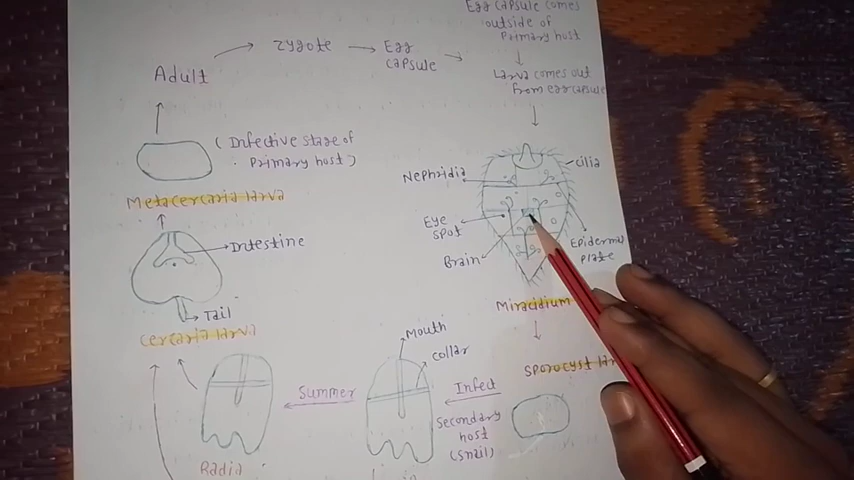 Egg capsule comes
outside of
Primary host
Zygote
Egg
capsule
Adult
Larva comes out
from egg capsule
(Infective stage of
Primary host)
cilia
Nephridia
Metacercaria larva
Eye
spot
Intestine
Epidermal
plate
Brain
Miracidium
Tail
Cercaria larva
Mouth
collar
Sporocyst
Summer
Infect
Secondary
host
(snail)
Radia